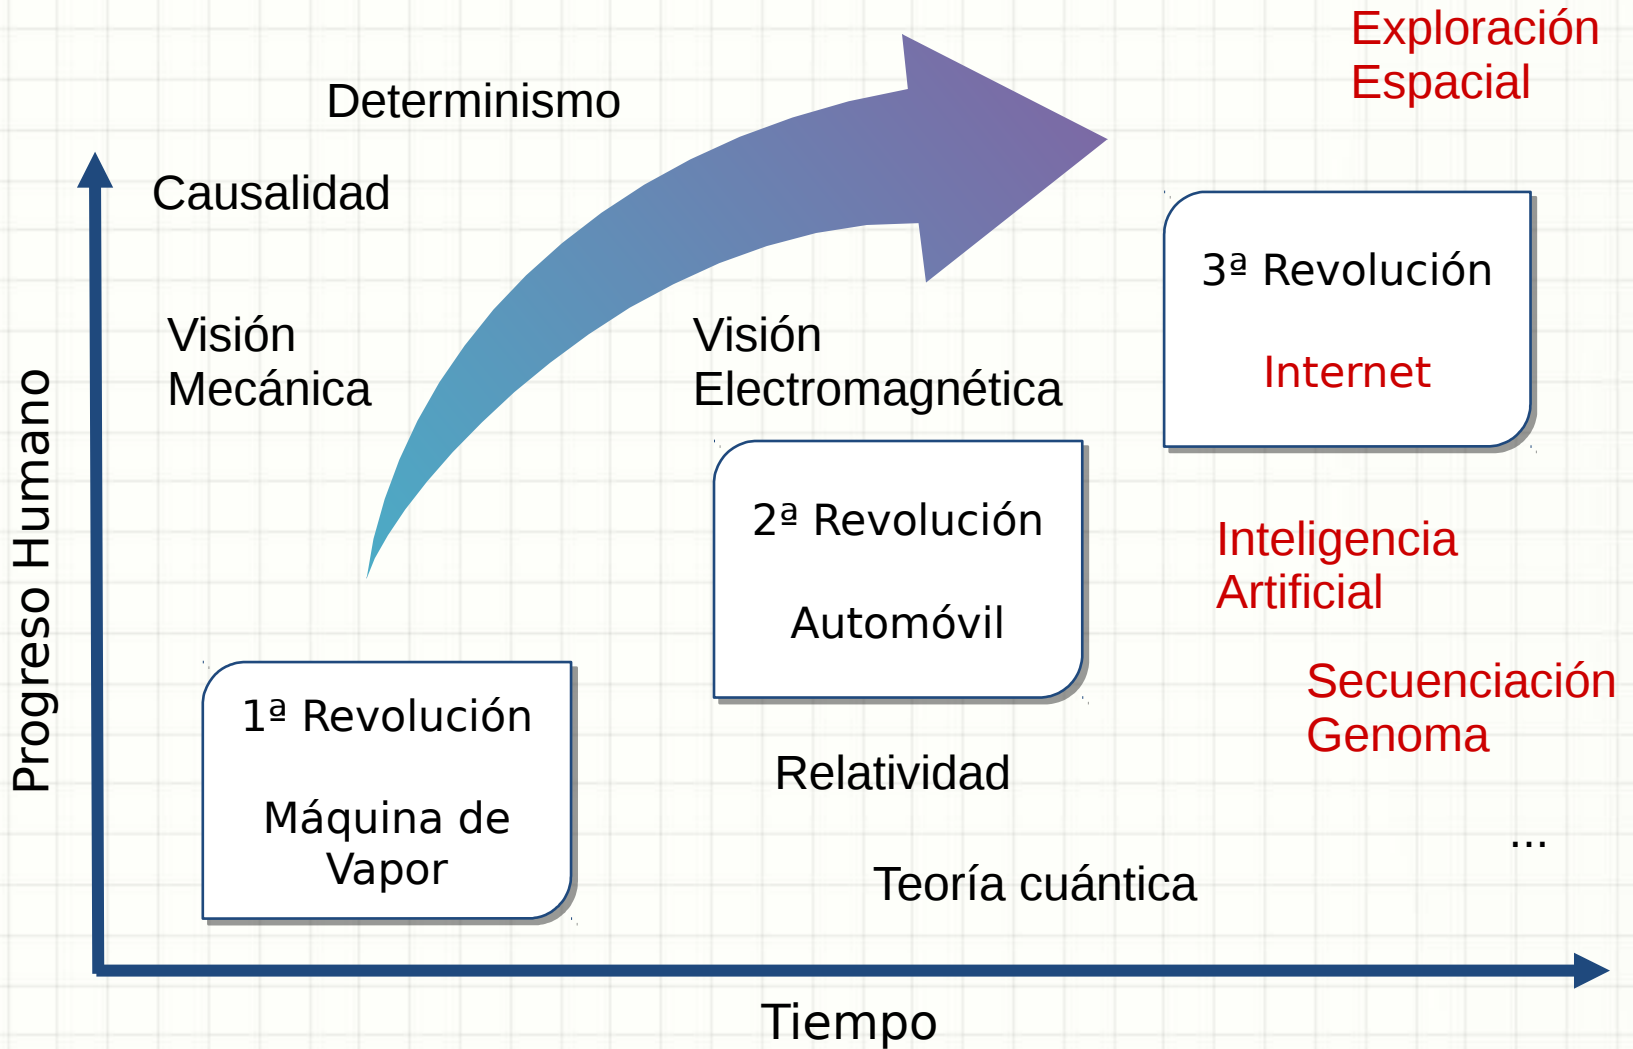 Exploración
Espacial
Determinismo
Causalidad
Visión
Mecánica
Visión
Electromagnética
3ª Revolución
Internet
2ª Revolución
Automóvil
Inteligencia
Artificial
1ª Revolución
Máquina de
Vapor
Secuenciación
Genoma
Relatividad
...
Teoría cuántica
Progreso Humano
Tiempo